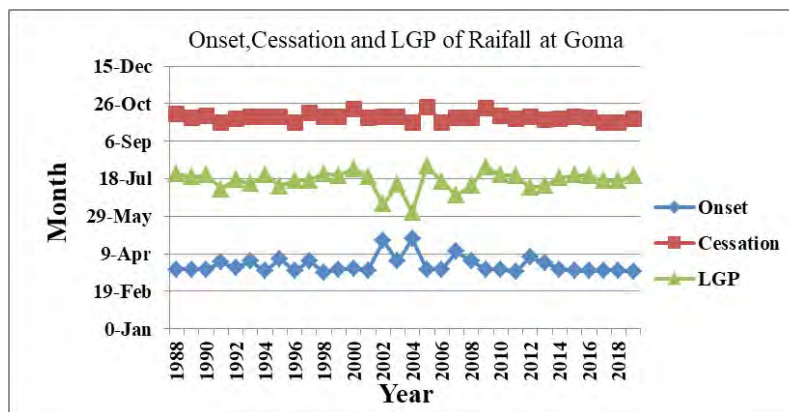 Onset,Cessation and LGP of Raifall at Goma
15-Dec
26-Oct
6-Sep
18-Jul
29-May
9-Apr
19-Feb
0-Jan
Month
1988
1990
1992
1994
1996
1998
2000
2002
2004
2006
2008
2010
2012
2014
2016
2018
Year
Onset
Cessation
LGP